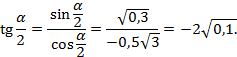 tg α/2 = (sin α/2)/(cos α/2) = √0,3/(−0,5√3) = −2√0,1.